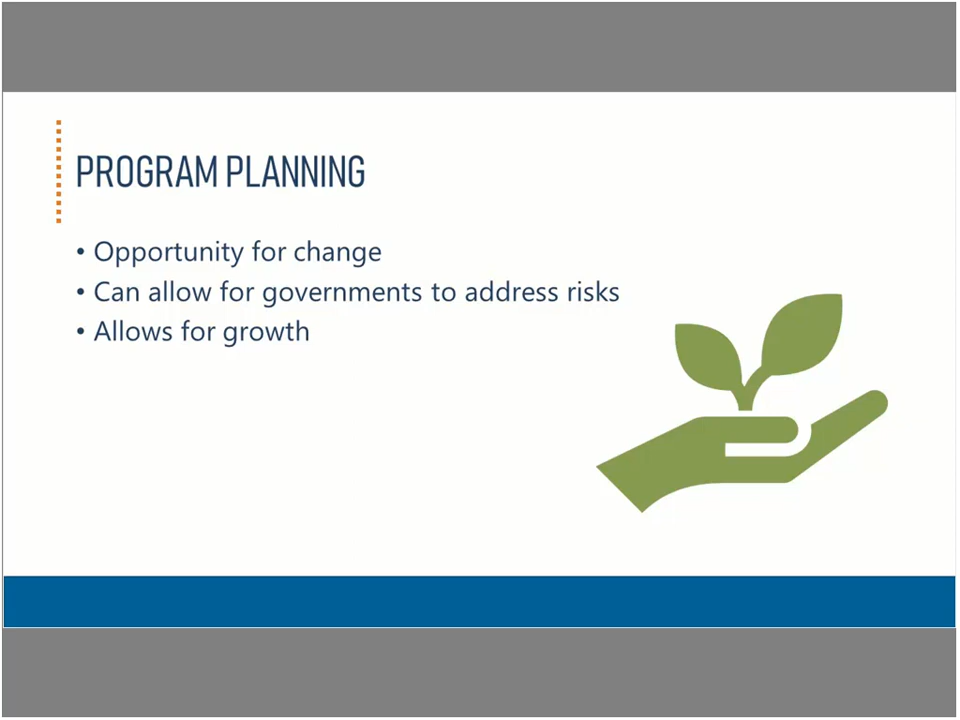 PROGRAM PLANNING
• Opportunity for change
• Can allow for governments to address risks
• Allows for growth